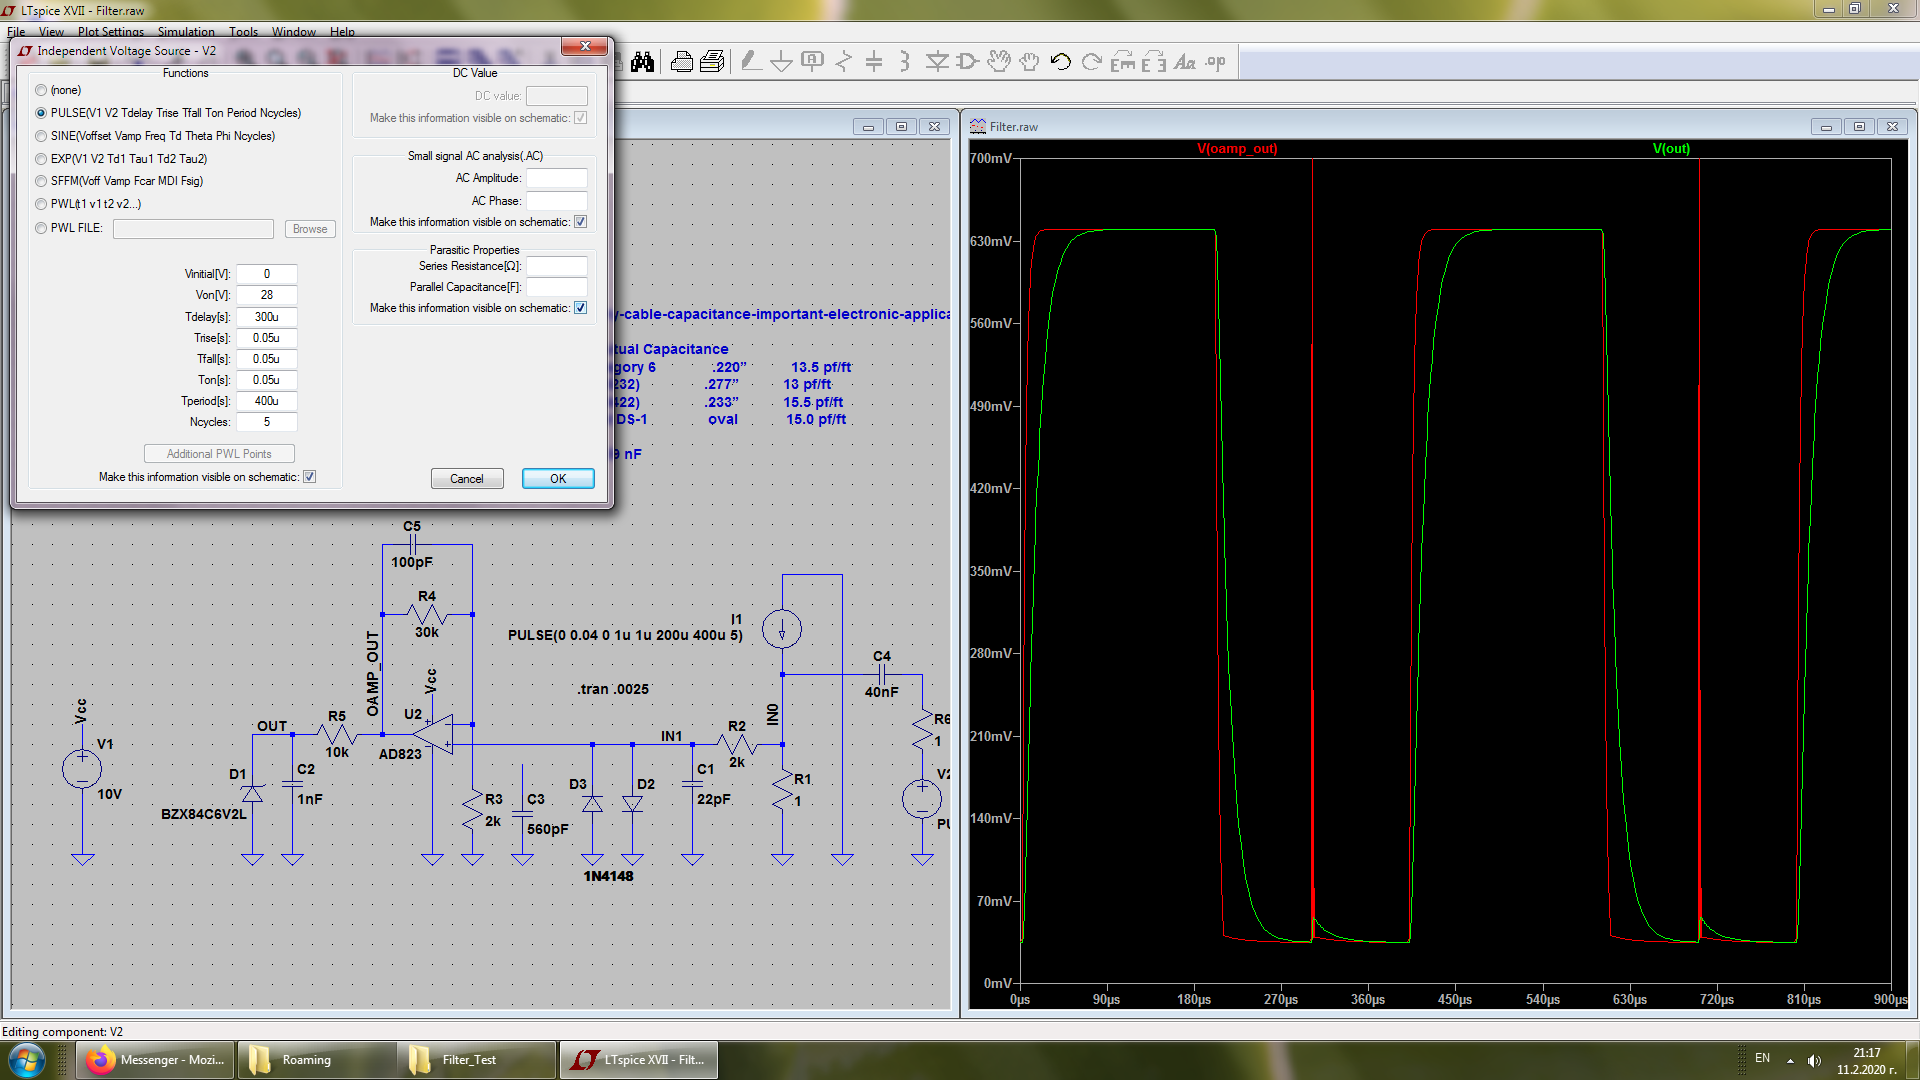 LTspice XVII - Filter.raw
File View Plot Settings Simulation Tools Window Help
Independent Voltage Source - V2
Functions
(none)
PULSE(V1 V2 Tdelay Trise Tfall Ton Period Ncycles)
SINE(Voffset Vamp Freq Td Theta Phi Ncycles)
EXP(V1 V2 Td1 Tau1 Td2 Tau2)
SFFM(Voff Vamp Fcar MDI Fsig)
PWL(t1 v1 t2 v2...)
PWL FILE: Browse
Vinitial[V]: 0
Von[V]: 28
Tdelay[s]: 300u
Trise[s]: 0.05u
Tfall[s]: 0.05u
Ton[s]: 0.05u
Tperiod[s]: 400u
Ncycles: 5
Additional PWL Points
Make this information visible on schematic:
DC Value
DC value:
Make this information visible on schematic:
Small signal AC analysis(.AC)
AC Amplitude:
AC Phase:
Make this information visible on schematic:
Parasitic Properties
Series Resistance[Ω]:
Parallel Capacitance[F]:
Make this information visible on schematic:
Cancel OK
.op
y-cable-capacitance-important-electronic-applica
tual Capacitance
gory 6 .220” 13.5 pf/ft
232) .277” 13 pf/ft
422) .233” 15.5 pf/ft
DS-1 oval 15.0 pf/ft
9 nF
C5
100pF
R4
30k
OAMP_OUT
Vcc
U2
AD823
PULSE(0 0.04 0 1u 1u 200u 400u 5)
I1
.tran .0025
C4
40nF
IN0
R6
1
V2
PU
Vcc
V1
10V
OUT
R5
10k
D1
BZX84C6V2L
C2
1nF
R3
2k
C3
560pF
D3
D2
1N4148
IN1
C1
22pF
R2
2k
R1
1
Filter.raw
V(oamp_out) V(out)
700mV
630mV
560mV
490mV
420mV
350mV
280mV
210mV
140mV
70mV
0mV
0µs 90µs 180µs 270µs 360µs 450µs 540µs 630µs 720µs 810µs 900µs
Editing component: V2
Messenger - Mozi...
Roaming
Filter_Test
LTspice XVII - Filt...
EN
21:17
11.2.2020 г.